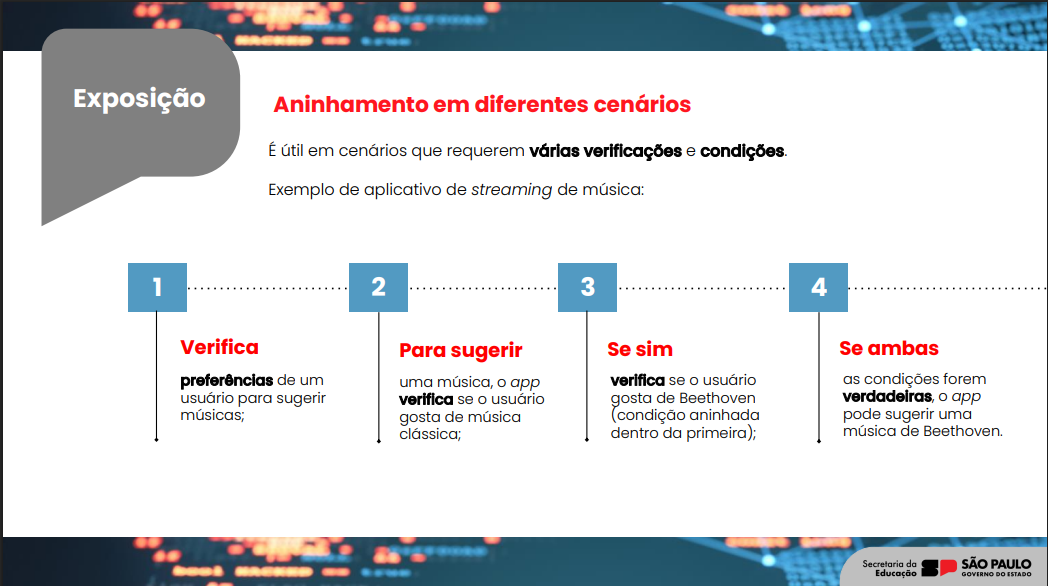 Exposição
Aninhamento em diferentes cenários
É útil em cenários que requerem várias verificações e condições.
Exemplo de aplicativo de streaming de música:
1
Verifica
preferências de um
usuário para sugerir
músicas;
2
Para sugerir
uma música, o app
verifica se o usuário
gosta de música
clássica;
3
Se sim
verifica se o usuário
gosta de Beethoven
(condição aninhada
dentro da primeira);
4
Se ambas
as condições forem
verdadeiras, o app
pode sugerir uma
música de Beethoven.
Secretaria da
Educação
SÃO PAULO
GOVERNO DO ESTADO